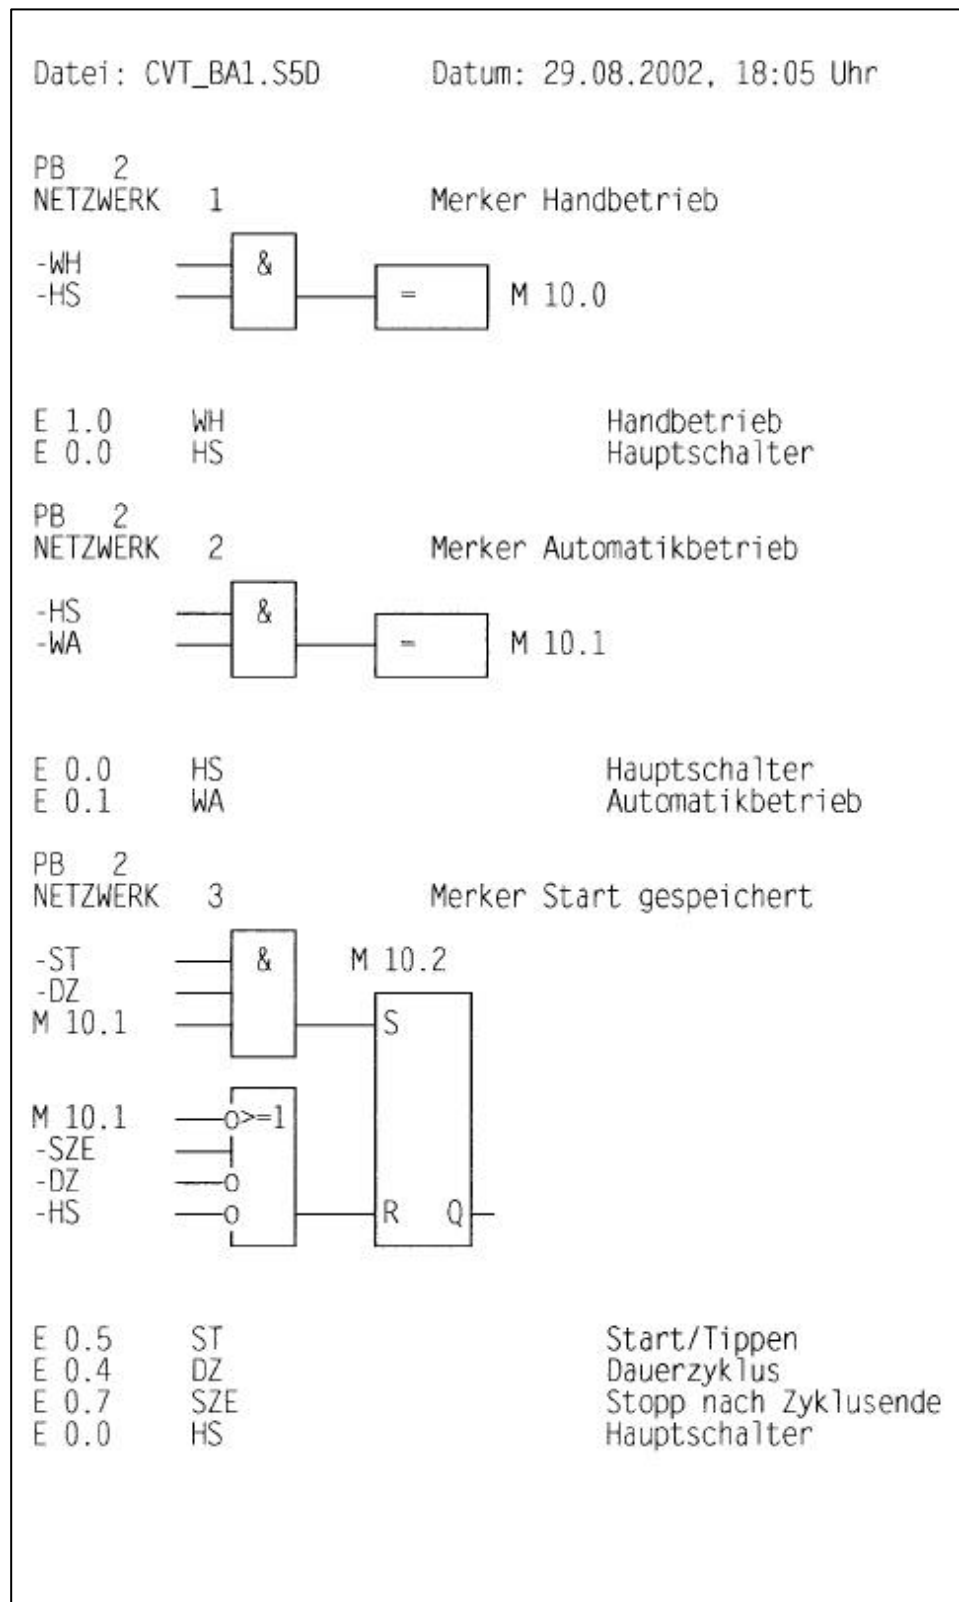 Datei: CVT_BA1.S5D Datum: 29.08.2002, 18:05 Uhr
PB 2
NETZWERK 1 Merker Handbetrieb
-WH &
-HS = M 10.0
E 1.0 WH Handbetrieb
E 0.0 HS Hauptschalter
PB 2
NETZWERK 2 Merker Automatikbetrieb
-HS &
-WA = M 10.1
E 0.0 HS Hauptschalter
E 0.1 WA Automatikbetrieb
PB 2
NETZWERK 3 Merker Start gespeichert
-ST & M 10.2
-DZ
M 10.1 S
M 10.1 >=1
-SZE
-DZ
-HS R Q
E 0.5 ST Start/Tippen
E 0.4 DZ Dauerzyklus
E 0.7 SZE Stopp nach Zyklusende
E 0.0 HS Hauptschalter